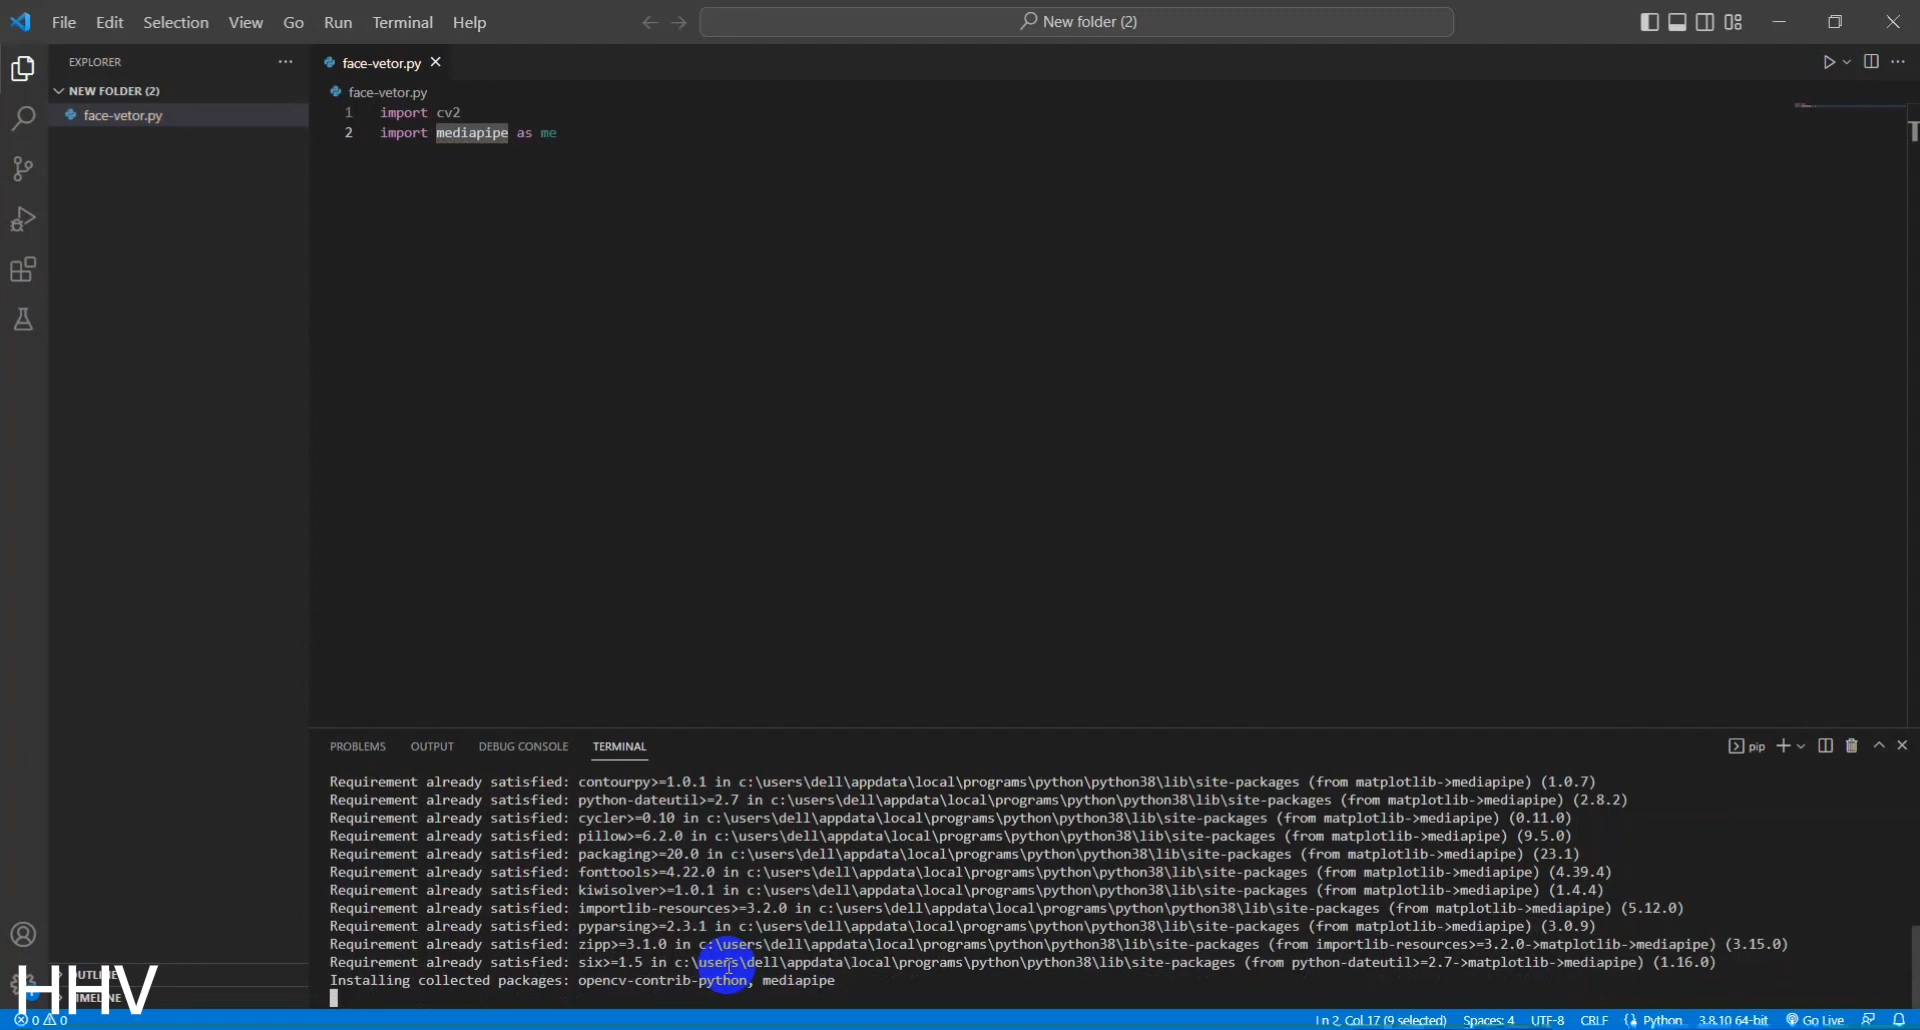 File Edit Selection View Go Run Terminal Help
New folder (2)
EXPLORER
NEW FOLDER (2)
face-vetor.py
face-vetor.py
face-vetor.py
1 import cv2
2 import mediapipe as me
PROBLEMS OUTPUT DEBUG CONSOLE TERMINAL
pip
Requirement already satisfied: contourpy>=1.0.1 in c:\users\dell\appdata\local\programs\python\python38\lib\site-packages (from matplotlib->mediapipe) (1.0.7)
Requirement already satisfied: python-dateutil>=2.7 in c:\users\dell\appdata\local\programs\python\python38\lib\site-packages (from matplotlib->mediapipe) (2.8.2)
Requirement already satisfied: cycler>=0.10 in c:\users\dell\appdata\local\programs\python\python38\lib\site-packages (from matplotlib->mediapipe) (0.11.0)
Requirement already satisfied: pillow>=6.2.0 in c:\users\dell\appdata\local\programs\python\python38\lib\site-packages (from matplotlib->mediapipe) (9.5.0)
Requirement already satisfied: packaging>=20.0 in c:\users\dell\appdata\local\programs\python\python38\lib\site-packages (from matplotlib->mediapipe) (23.1)
Requirement already satisfied: fonttools>=4.22.0 in c:\users\dell\appdata\local\programs\python\python38\lib\site-packages (from matplotlib->mediapipe) (4.39.4)
Requirement already satisfied: kiwisolver>=1.0.1 in c:\users\dell\appdata\local\programs\python\python38\lib\site-packages (from matplotlib->mediapipe) (1.4.4)
Requirement already satisfied: importlib-resources>=3.2.0 in c:\users\dell\appdata\local\programs\python\python38\lib\site-packages (from matplotlib->mediapipe) (5.12.0)
Requirement already satisfied: pyparsing>=2.3.1 in c:\users\dell\appdata\local\programs\python\python38\lib\site-packages (from matplotlib->mediapipe) (3.0.9)
Requirement already satisfied: zipp>=3.1.0 in c:\users\dell\appdata\local\programs\python\python38\lib\site-packages (from importlib-resources>=3.2.0->matplotlib->mediapipe) (3.15.0)
Requirement already satisfied: six>=1.5 in c:\users\dell\appdata\local\programs\python\python38\lib\site-packages (from python-dateutil>=2.7->matplotlib->mediapipe) (1.16.0)
Installing collected packages: opencv-contrib-python, mediapipe
OUTLINE
TIMELINE
HHV
0 0 Ln 2, Col 17 (9 selected) Spaces: 4 UTF-8 CRLF Python 3.8.10 64-bit Go Live